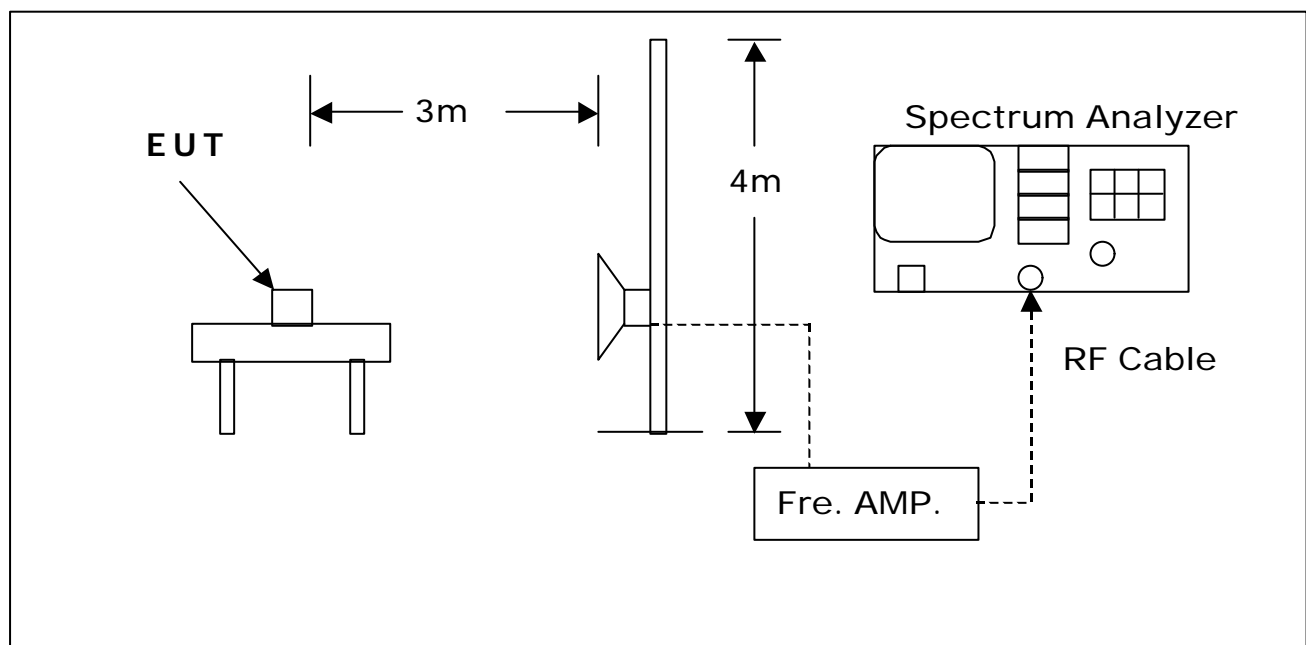 3m
Spectrum Analyzer
EUT
4m
RF Cable
Fre. AMP.